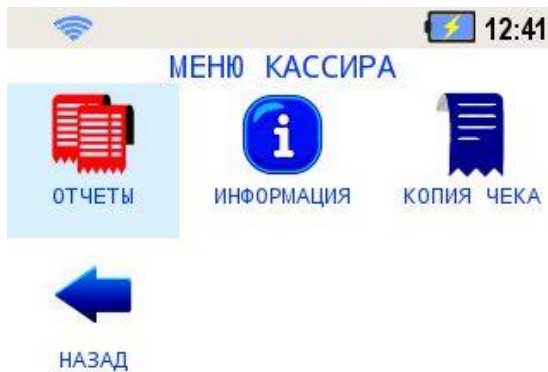 12:41
МЕНЮ КАССИРА
ОТЧЕТЫ
ИНФОРМАЦИЯ
КОПИЯ ЧЕКА
НАЗАД